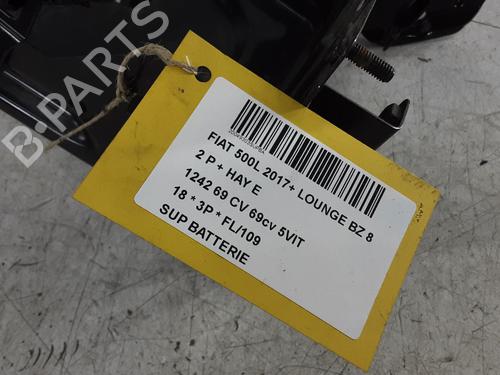 B-PARTS
FIAT 500L 2017+ LOUNGE BZ 8
2 P + HAY E
1242 69 CV 69cv 5VIT
18 * 3P * FL/109
SUP BATTERIE